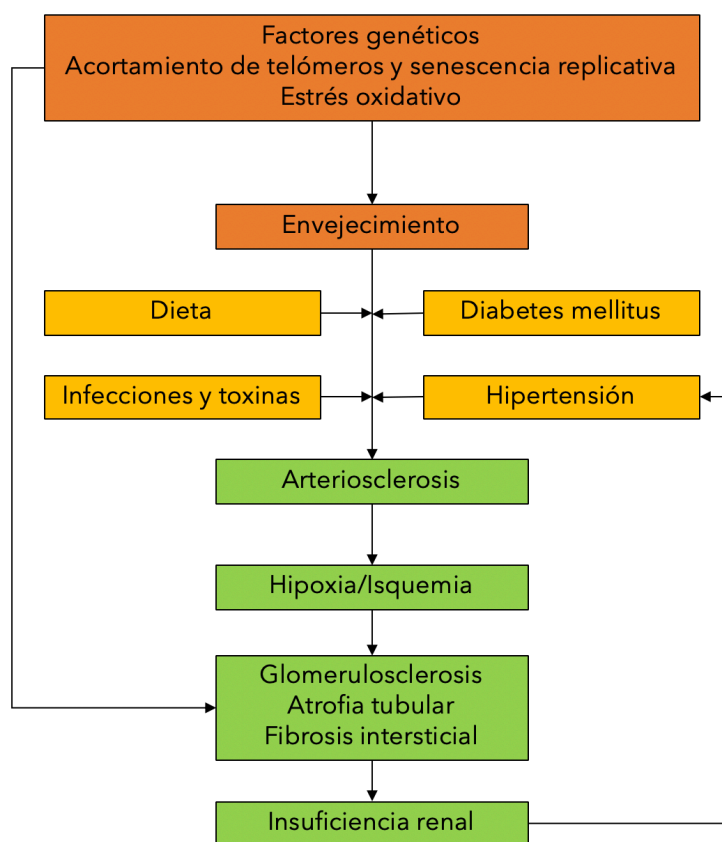 Factores genéticos
Acortamiento de telómeros y senescencia replicativa
Estrés oxidativo
Envejecimiento
Dieta
Diabetes mellitus
Infecciones y toxinas
Hipertensión
Arteriosclerosis
Hipoxia/Isquemia
Glomerulosclerosis
Atrofia tubular
Fibrosis intersticial
Insuficiencia renal